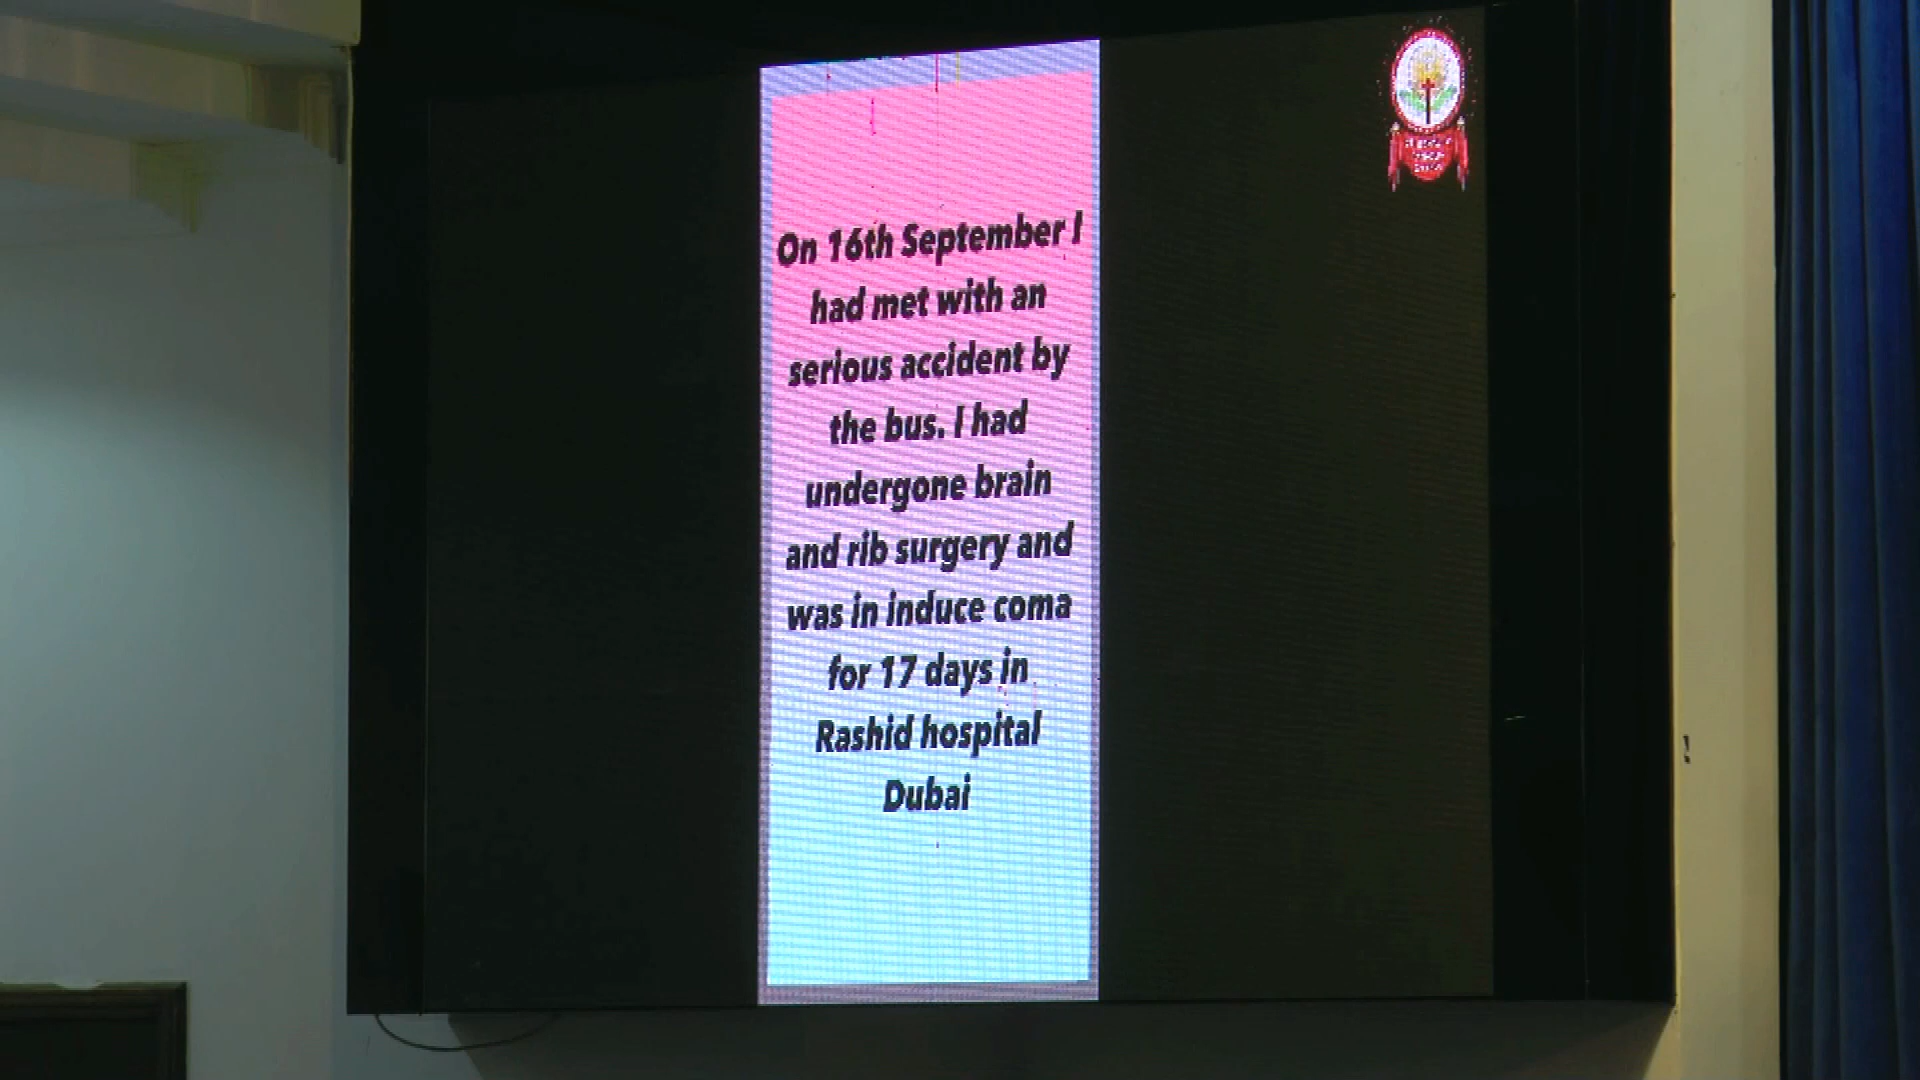 On 16th September I
had met with an
serious accident by
the bus. I had
undergone brain
and rib surgery and
was in induce coma
for 17 days in
Rashid hospital
Dubai